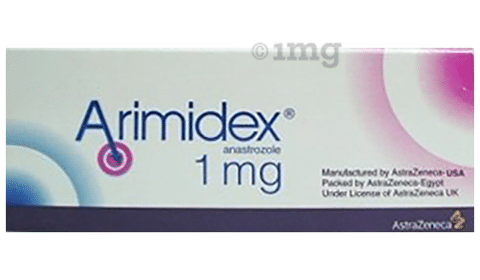 ©1mg
Arimidex®
anastrozole
1 mg
Manufactured by AstraZeneca-USA
Packed by AstraZeneca-Egypt
Under License of AstraZeneca UK
AstraZeneca